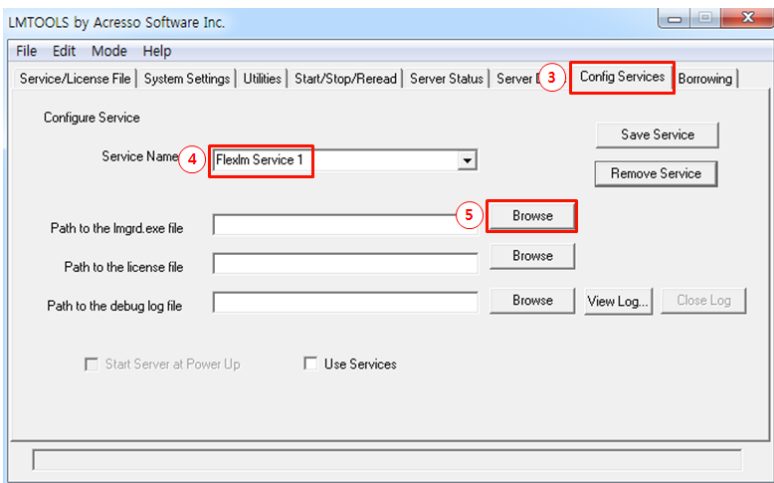 LMTOOLS by Acresso Software Inc.
File Edit Mode Help
Service/License File System Settings Utilities Start/Stop/Reread Server Status Server 3 Config Services Borrowing
Configure Service
Save Service
Service Name 4 Flexlm Service 1
Remove Service
Path to the lmgrd.exe file 5 Browse
Path to the license file Browse
Path to the debug log file Browse View Log... Close Log
Start Server at Power Up Use Services